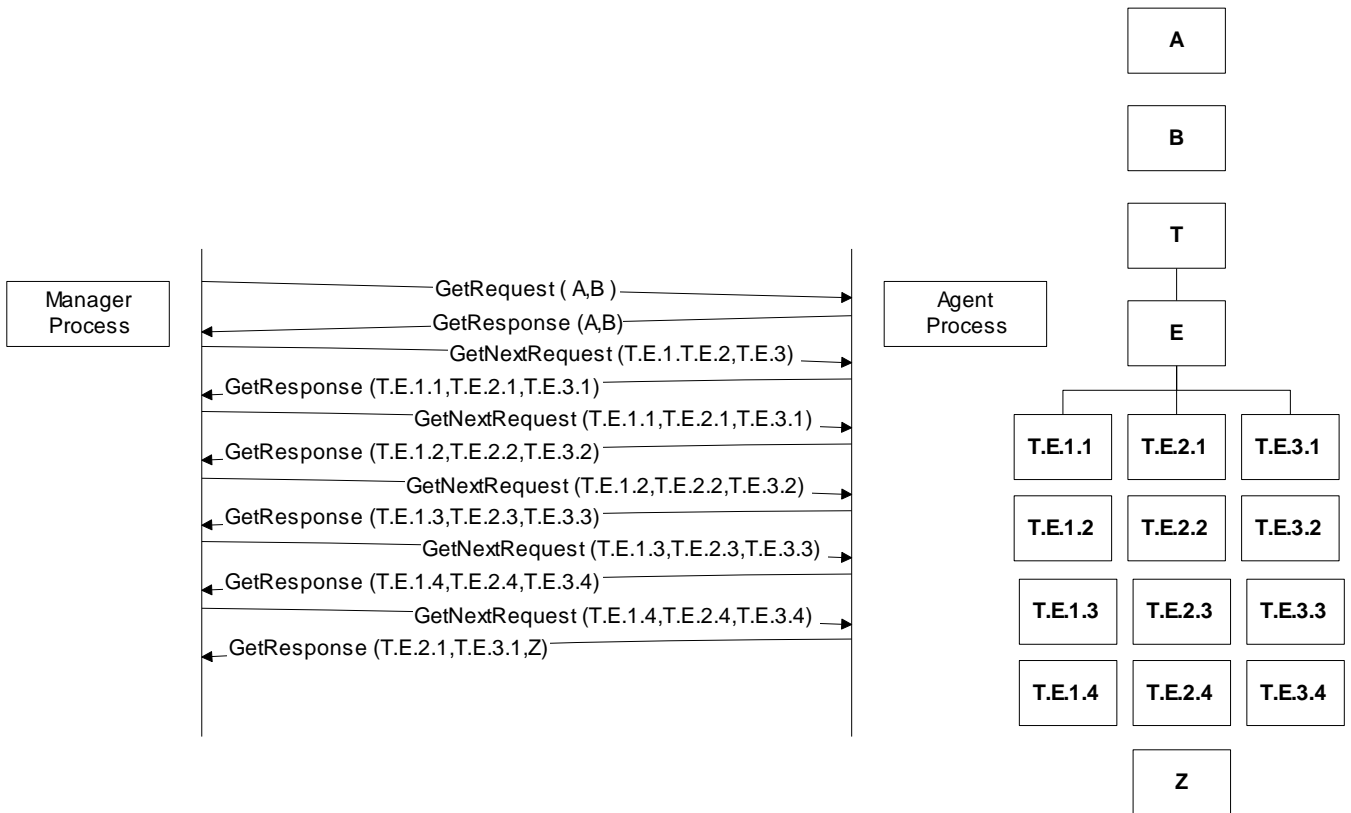 A
B
T
Manager
Process
GetRequest ( A,B )
Agent
Process
GetResponse (A,B)
E
GetNextRequest (T.E.1.T.E.2,T.E.3)
GetResponse (T.E.1.1,T.E.2.1,T.E.3.1)
GetNextRequest (T.E.1.1,T.E.2.1,T.E.3.1)
T.E.1.1 T.E.2.1 T.E.3.1
GetResponse (T.E.1.2,T.E.2.2,T.E.3.2)
GetNextRequest (T.E.1.2,T.E.2.2,T.E.3.2)
GetResponse (T.E.1.3,T.E.2.3,T.E.3.3)
T.E.1.2 T.E.2.2 T.E.3.2
GetNextRequest (T.E.1.3,T.E.2.3,T.E.3.3)
GetResponse (T.E.1.4,T.E.2.4,T.E.3.4)
T.E.1.3 T.E.2.3 T.E.3.3
GetNextRequest (T.E.1.4,T.E.2.4,T.E.3.4)
GetResponse (T.E.2.1,T.E.3.1,Z)
T.E.1.4 T.E.2.4 T.E.3.4
Z